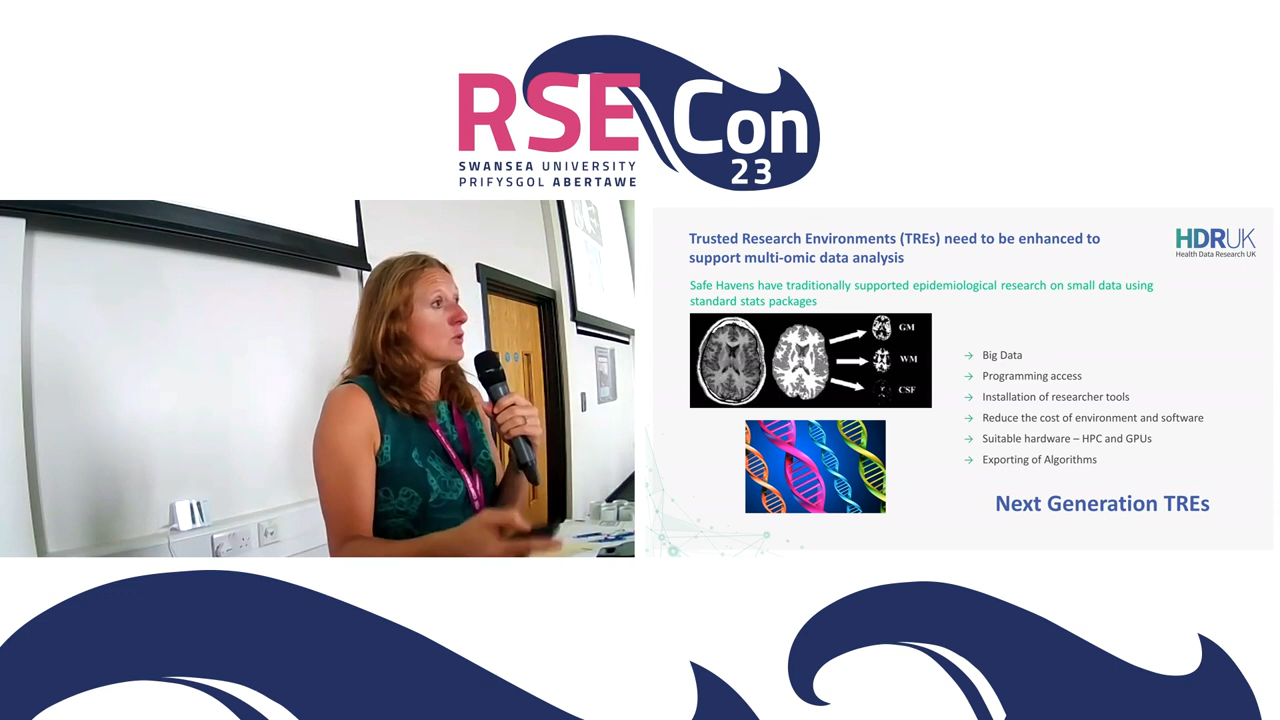 RSE Con
23
SWANSEA UNIVERSITY
PRIFYSGOL ABERTAWE
Trusted Research Environments (TREs) need to be enhanced to
support multi-omic data analysis
HDRUK
Health Data Research UK
Safe Havens have traditionally supported epidemiological research on small data using
standard stats packages
GM
WM
CSF
→ Big Data
→ Programming access
→ Installation of researcher tools
→ Reduce the cost of environment and software
→ Suitable hardware – HPC and GPUs
→ Exporting of Algorithms
Next Generation TREs